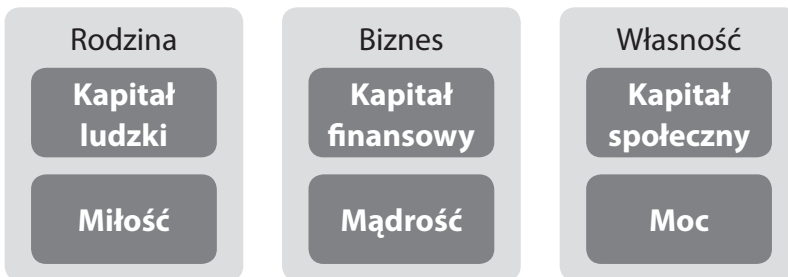 Rodzina
Kapitał
ludzki
Miłość
Biznes
Kapitał
finansowy
Mądrość
Własność
Kapitał
społeczny
Moc